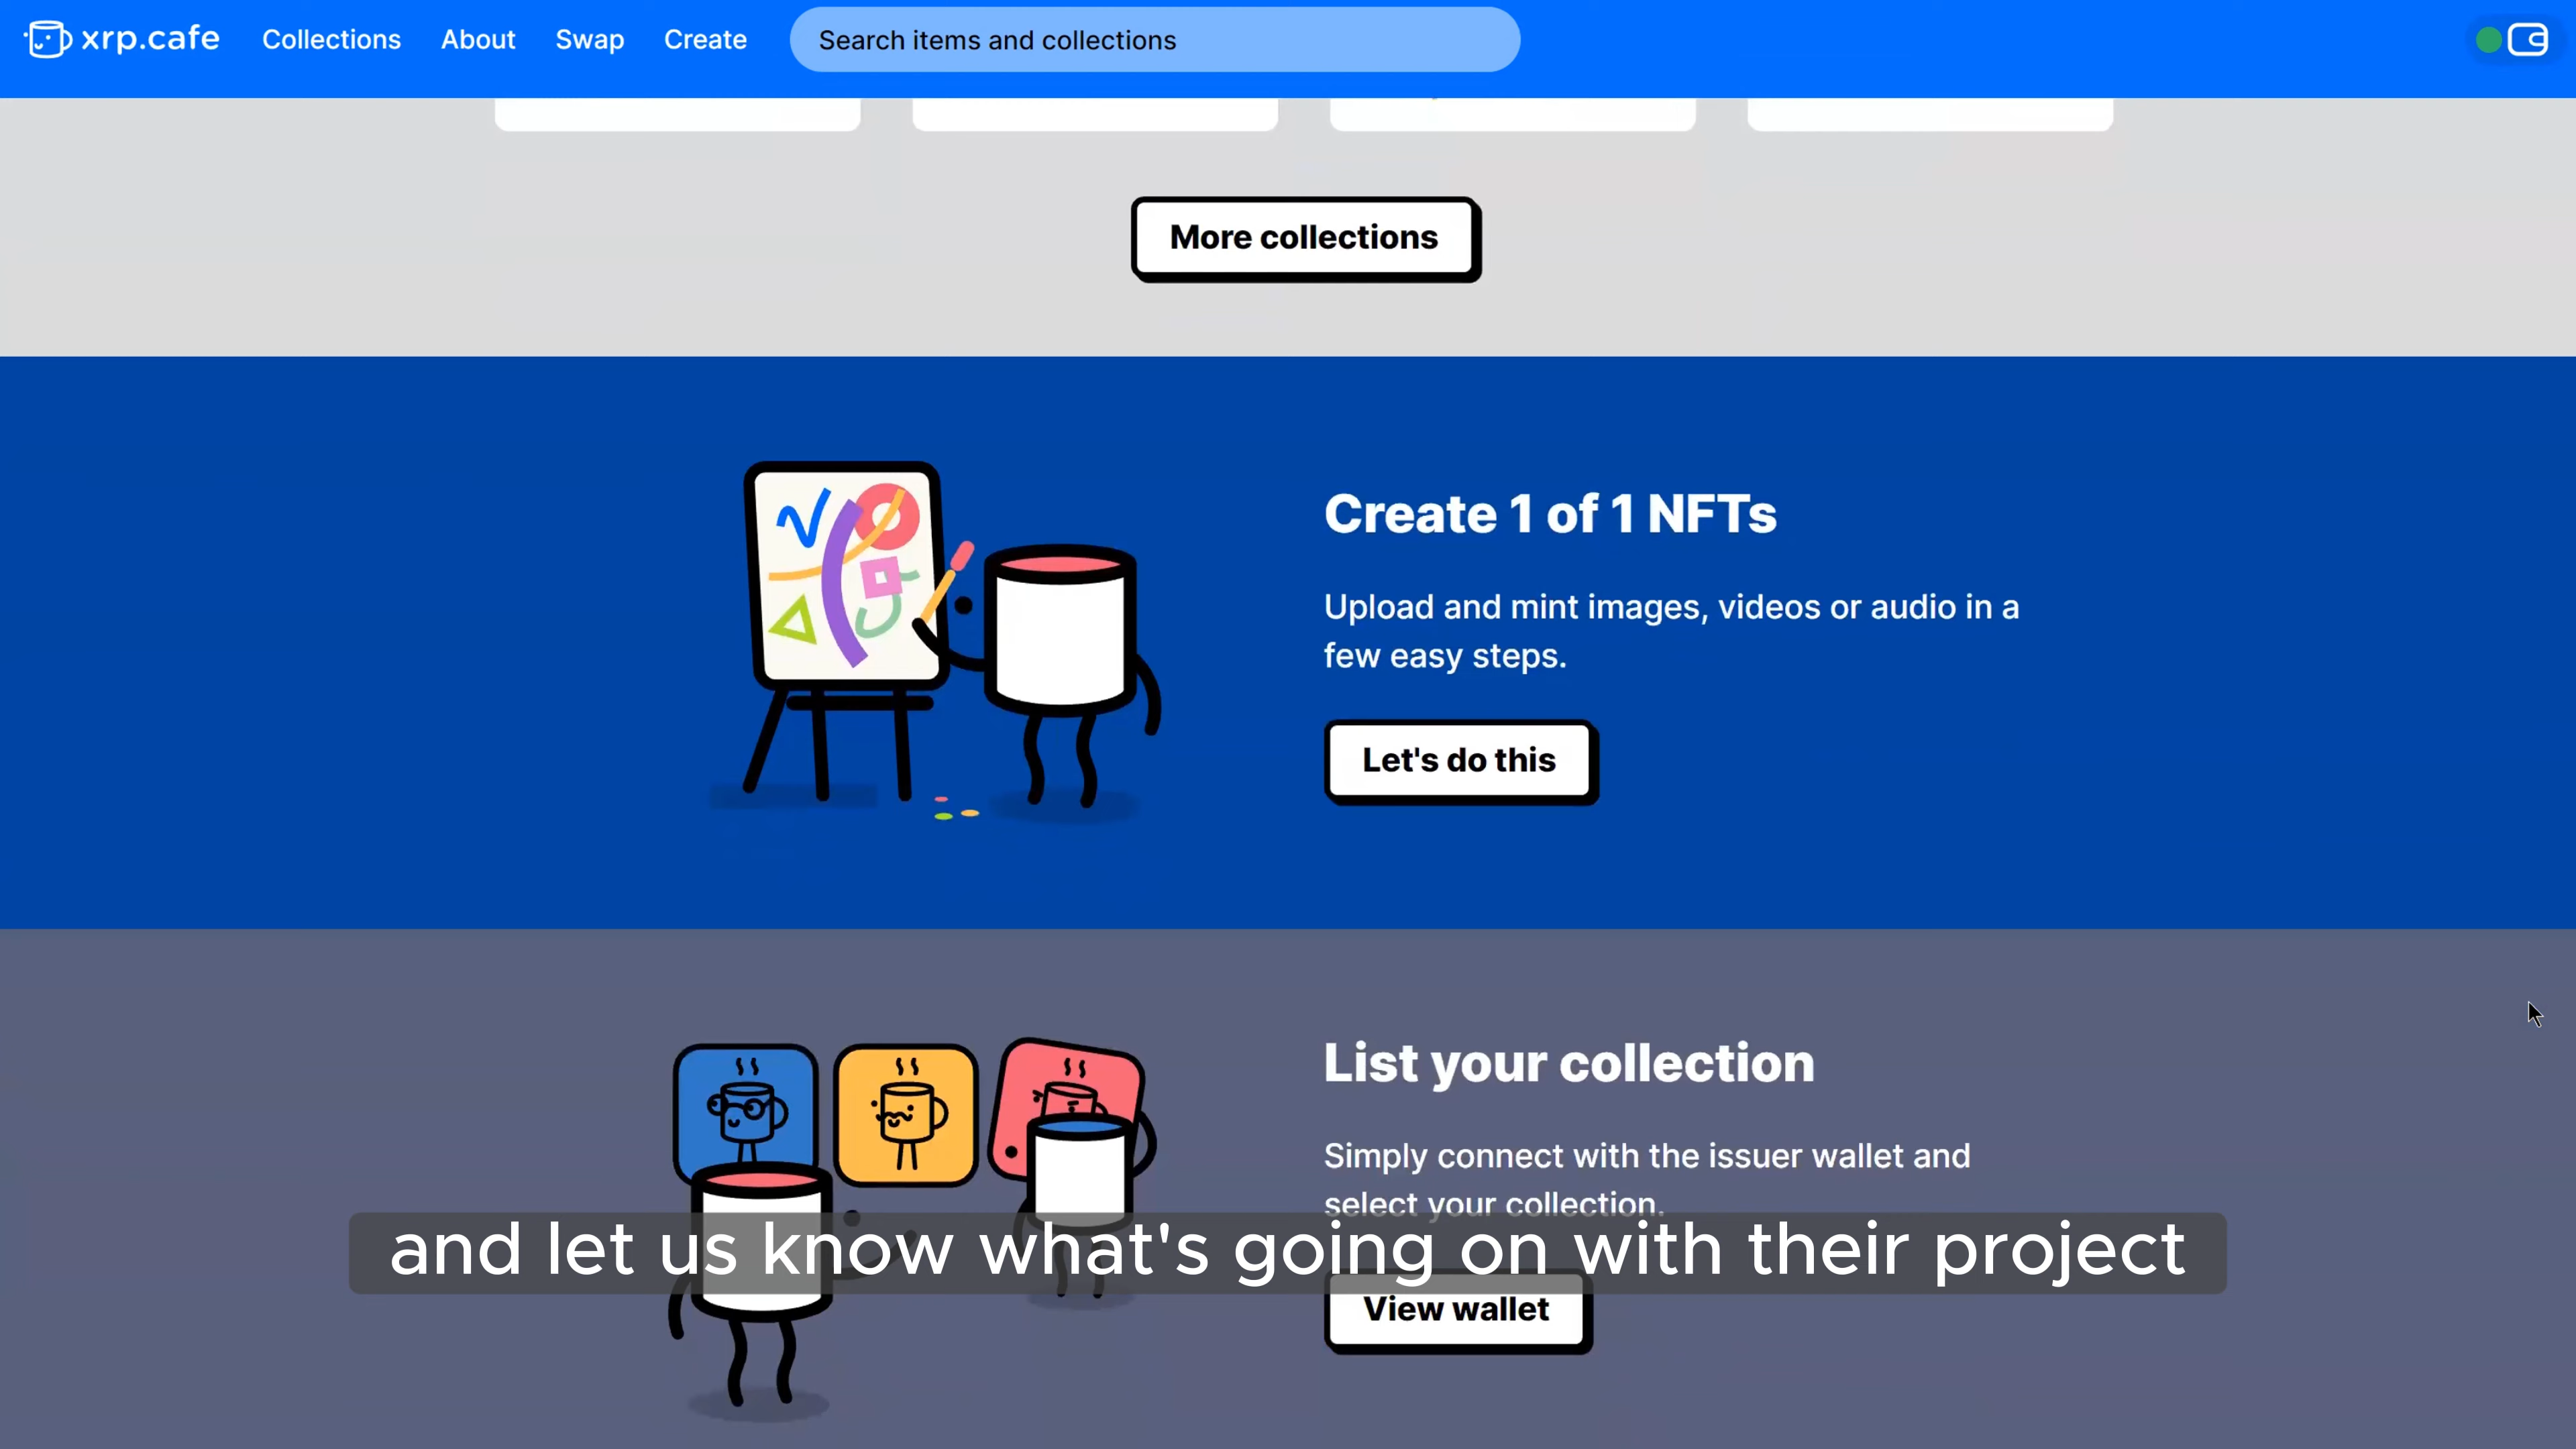 xrp.cafe Collections About Swap Create Search items and collections
More collections
Create 1 of 1 NFTs
Upload and mint images, videos or audio in a
few easy steps.
Let's do this
List your collection
Simply connect with the issuer wallet and
select your collection.
and let us know what's going on with their project
View wallet